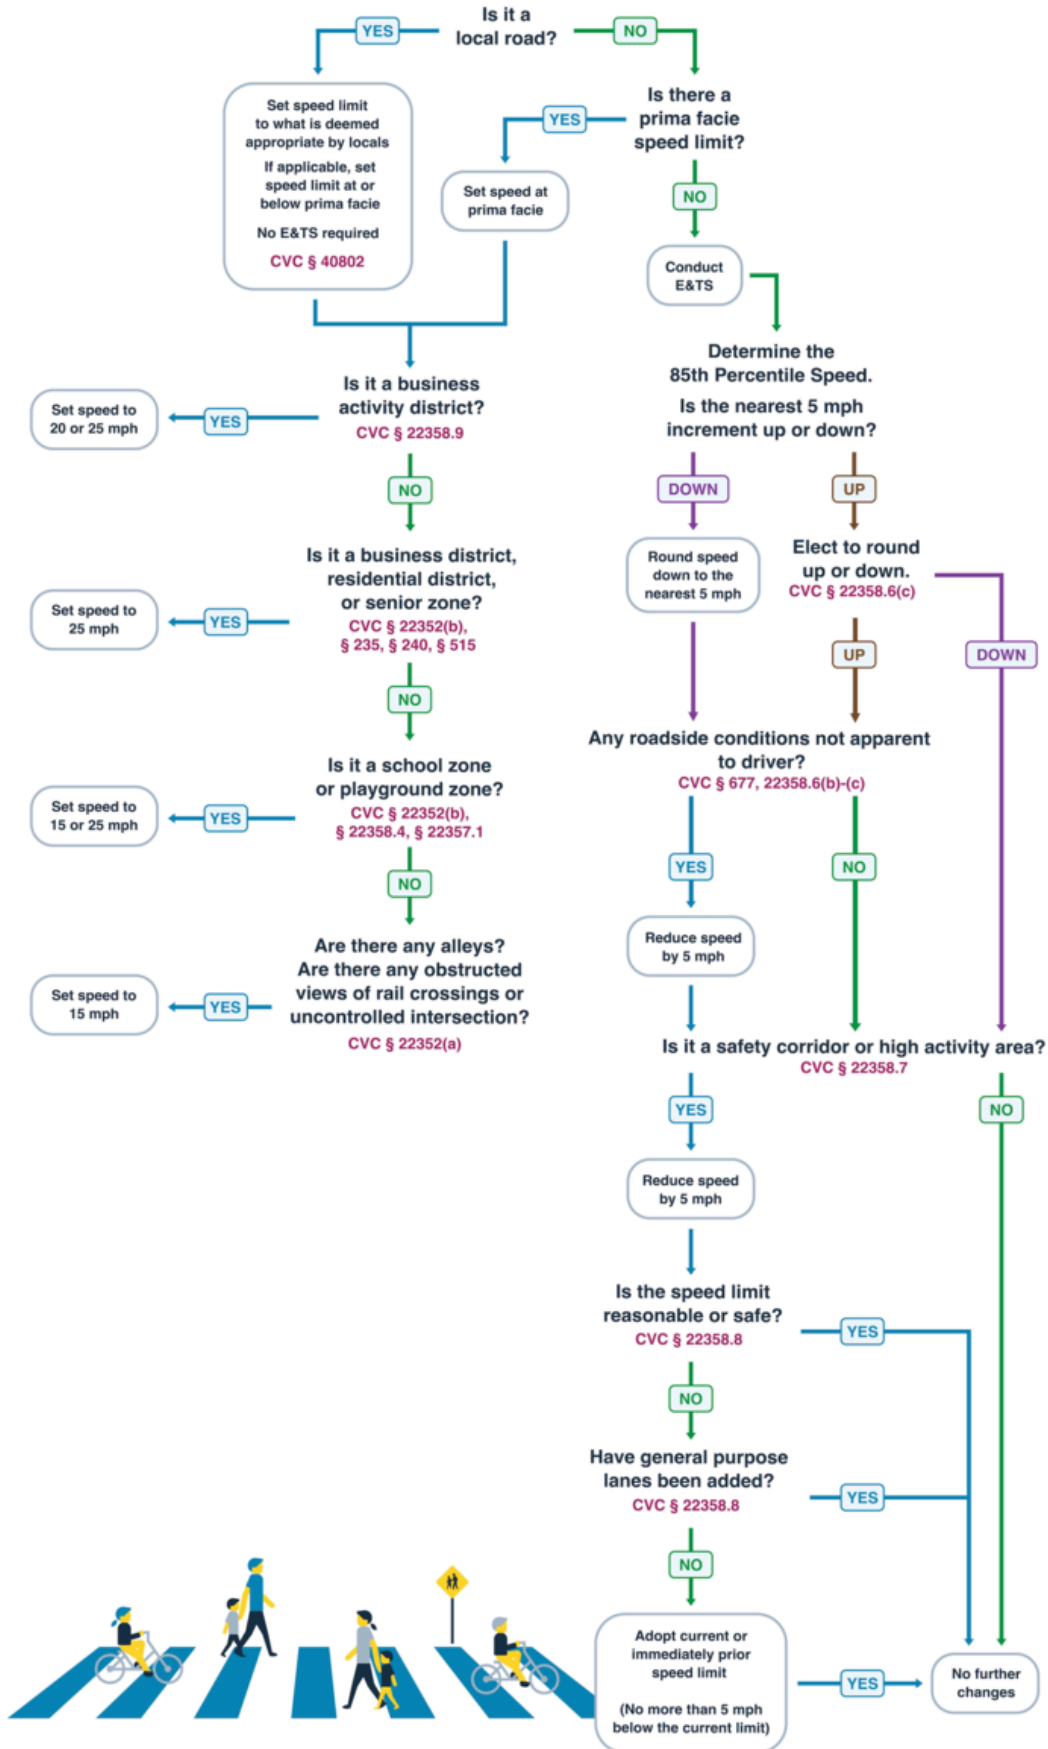 Is it a
local road?
YES
NO
Set speed limit
to what is deemed
appropriate by locals
If applicable, set
speed limit at or
below prima facie
No E&TS required
CVC § 40802
Is there a
prima facie
speed limit?
YES
Set speed at
prima facie
NO
Conduct
E&TS
Determine the
85th Percentile Speed.
Is the nearest 5 mph
increment up or down?
Is it a business
activity district?
CVC § 22358.9
YES
Set speed to
20 or 25 mph
NO
DOWN
UP
Round speed
down to the
nearest 5 mph
Elect to round
up or down.
CVC § 22358.6(c)
Is it a business district,
residential district,
or senior zone?
CVC § 22352(b),
§ 235, § 240, § 515
YES
Set speed to
25 mph
NO
UP
DOWN
Any roadside conditions not apparent
to driver?
CVC § 677, 22358.6(b)-(c)
Is it a school zone
or playground zone?
CVC § 22352(b),
§ 22358.4, § 22357.1
YES
Set speed to
15 or 25 mph
NO
YES
NO
Reduce speed
by 5 mph
Are there any alleys?
Are there any obstructed
views of rail crossings or
uncontrolled intersection?
CVC § 22352(a)
YES
Set speed to
15 mph
Is it a safety corridor or high activity area?
CVC § 22358.7
YES
NO
Reduce speed
by 5 mph
Is the speed limit
reasonable or safe?
CVC § 22358.8
YES
NO
Have general purpose
lanes been added?
CVC § 22358.8
YES
NO
Adopt current or
immediately prior
speed limit
(No more than 5 mph
below the current limit)
YES
No further
changes